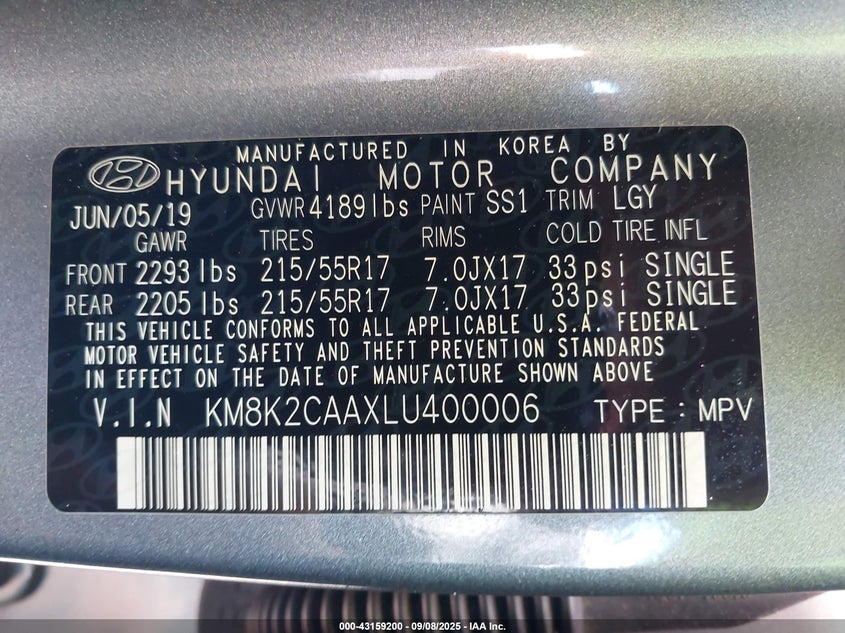 MANUFACTURED IN KOREA BY
HYUNDAI MOTOR COMPANY
JUN/05/19 GVWR 4189lbs PAINT SS1 TRIM LGY
GAWR TIRES RIMS COLD TIRE INFL
FRONT 2293 lbs 215/55R17 7.0JX17 33psi SINGLE
REAR 2205 lbs 215/55R17 7.0JX17 33psi SINGLE
THIS VEHICLE CONFORMS TO ALL APPLICABLE U.S.A. FEDERAL
MOTOR VEHICLE SAFETY AND THEFT PREVENTION STANDARDS
IN EFFECT ON THE DATE OF MANUFACTURE SHOWN ABOVE
V.I.N KM8K2CAAXLU400006 TYPE : MPV
000-43159200 - 09/08/2025 - IAA Inc.